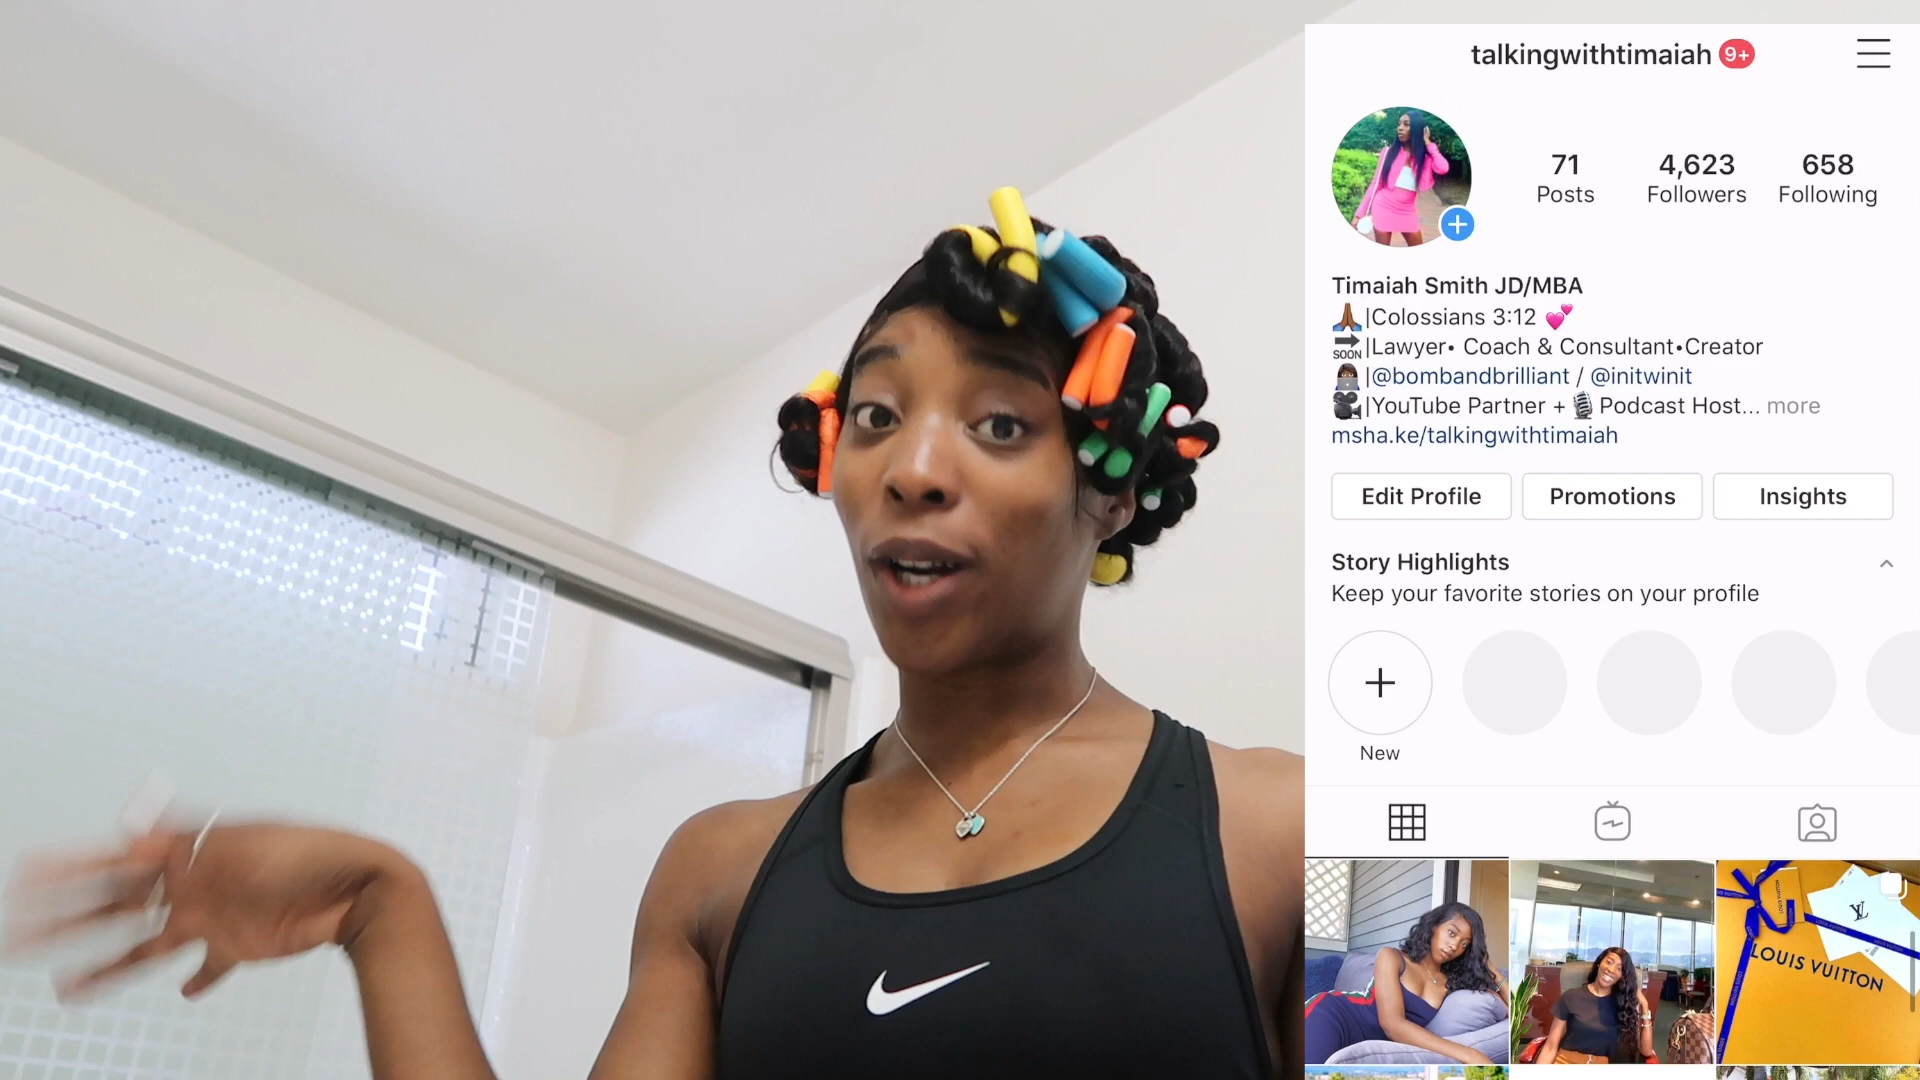 talkingwithtimaiah 9+
71 4,623 658
Posts Followers Following
Timaiah Smith JD/MBA
|Colossians 3:12
SOON |Lawyer• Coach & Consultant•Creator
|@bombandbrilliant / @initwinit
|YouTube Partner + Podcast Host... more
msha.ke/talkingwithtimaiah
Edit Profile Promotions Insights
Story Highlights
Keep your favorite stories on your profile
New
LV
LOUIS VUITTON